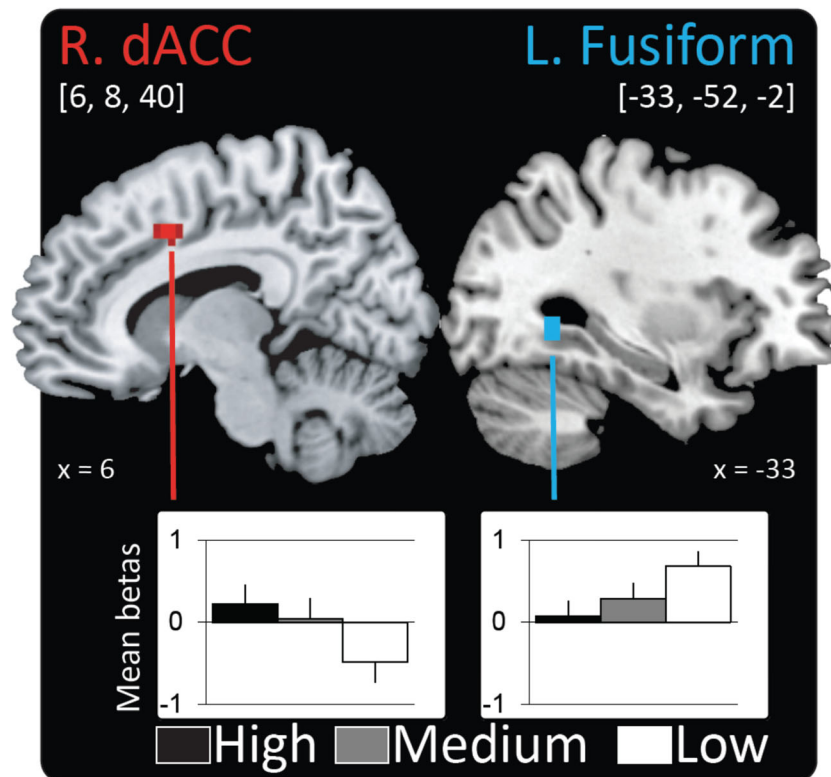 R. dACC
[6, 8, 40]
L. Fusiform
[-33, -52, -2]
x = 6
x = -33
Mean betas
1
0
-1
1
0
-1
High
Medium
Low